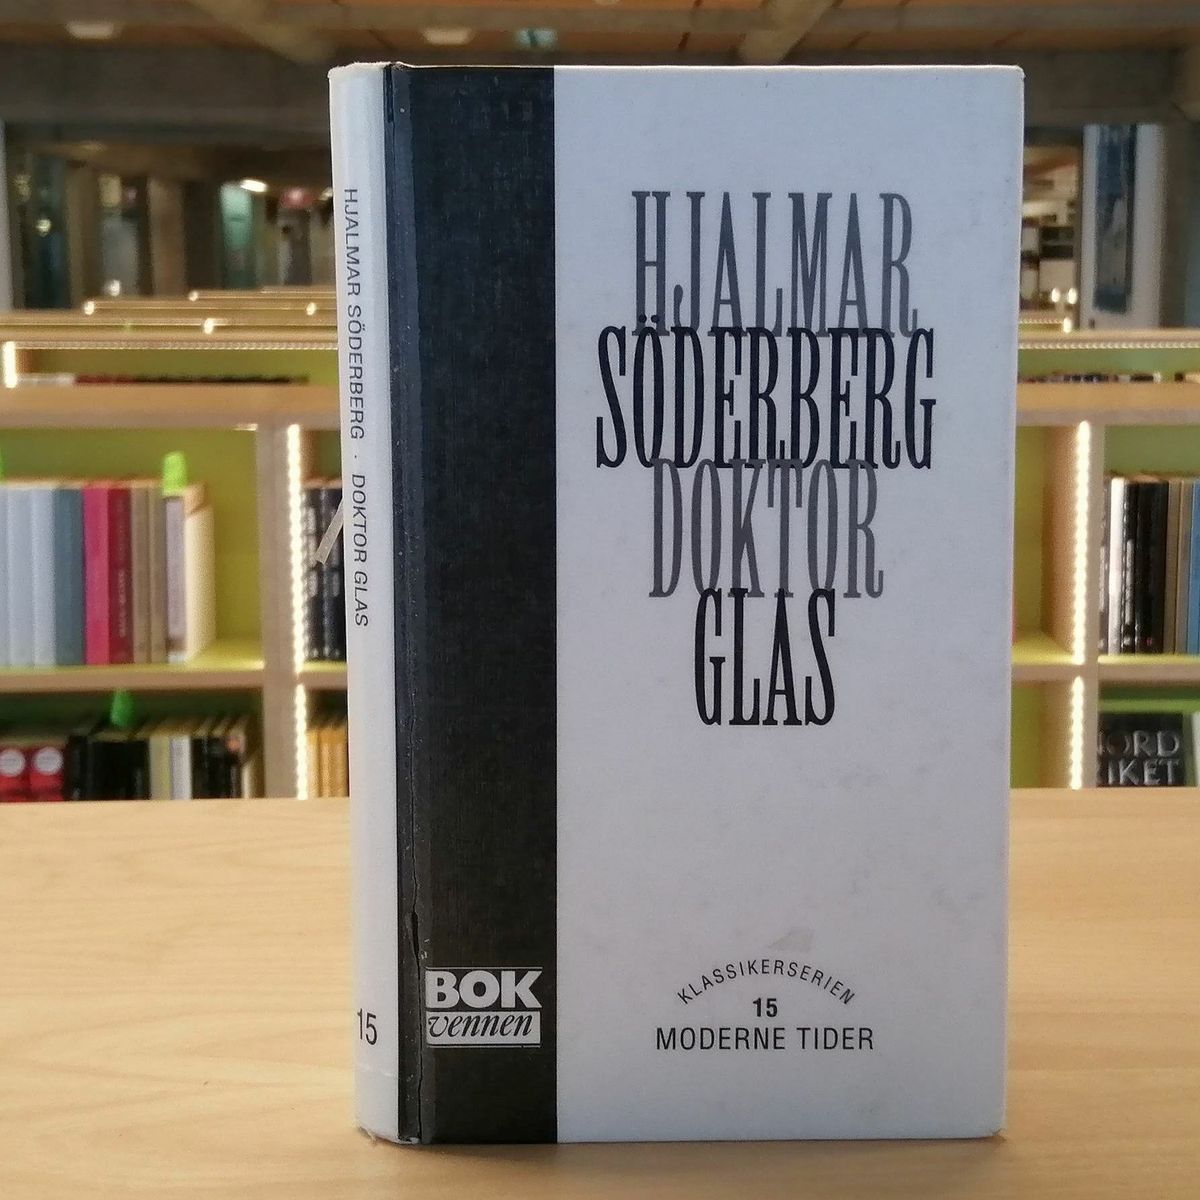 HJALMAR SÖDERBERG · DOKTOR GLAS
15
HJALMAR
SÖDERBERG
DOKTOR
GLAS
BOK
vennen
KLASSIKERSERIEN
15
MODERNE TIDER